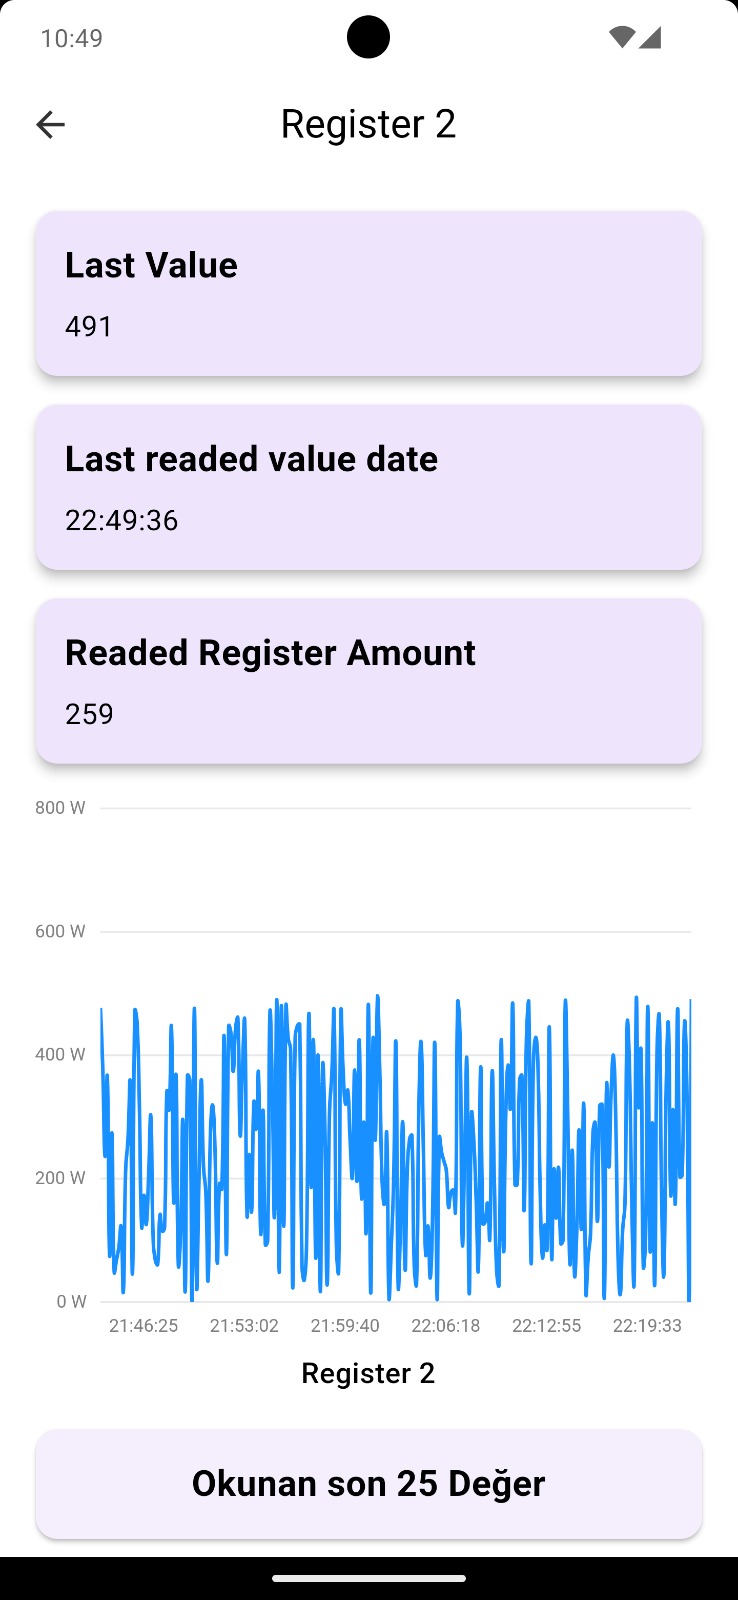 10:49
Register 2
Last Value
491
Last readed value date
22:49:36
Readed Register Amount
259
800 W
600 W
400 W
200 W
0 W
21:46:25 21:53:02 21:59:40 22:06:18 22:12:55 22:19:33
Register 2
Okunan son 25 Değer